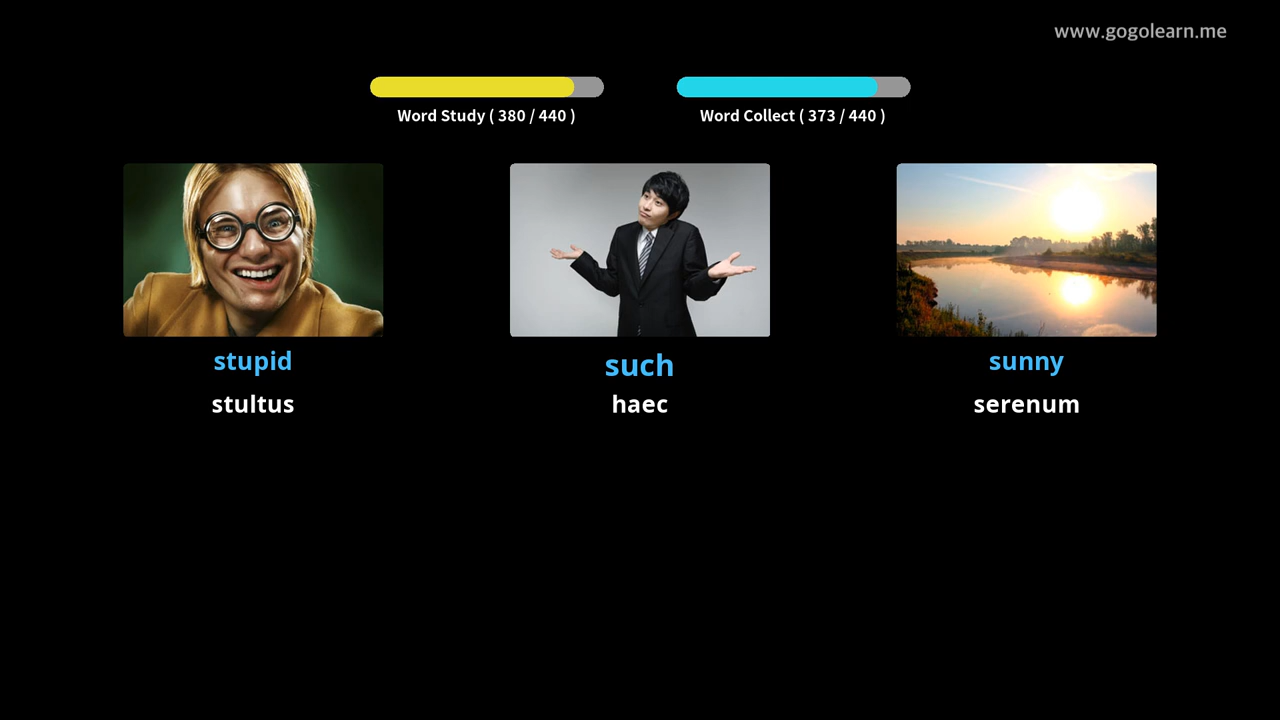 www.gogolearn.me
Word Study ( 380 / 440 )
Word Collect ( 373 / 440 )
stupid
such
sunny
stultus
haec
serenum